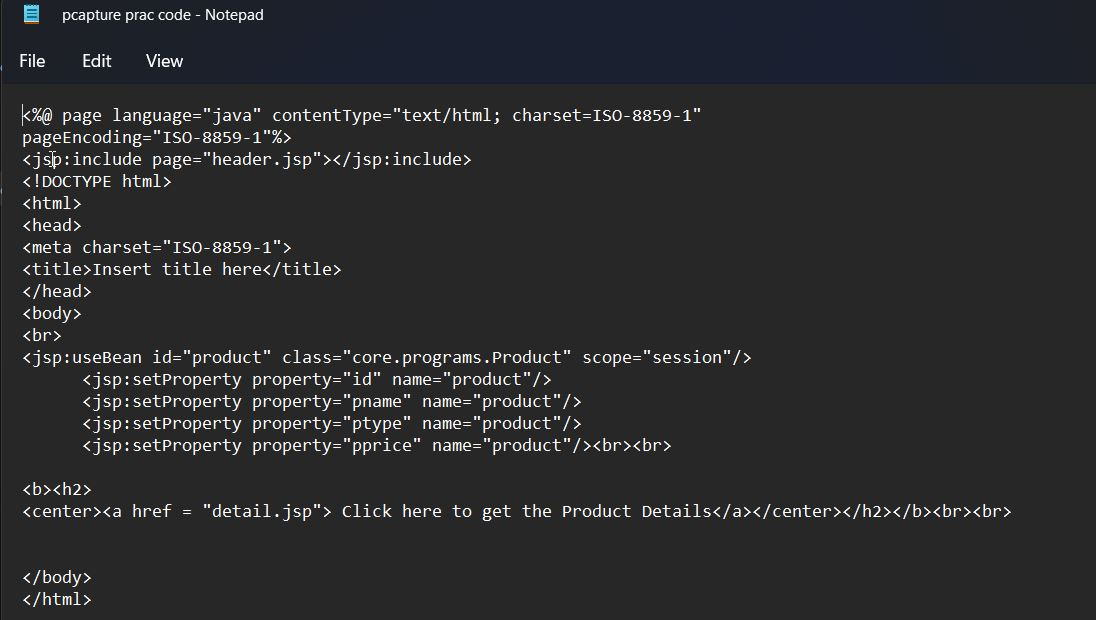 pcapture prac code - Notepad
File Edit View
<%@ page language="java" contentType="text/html; charset=ISO-8859-1"
pageEncoding="ISO-8859-1"%>
<jsp:include page="header.jsp"></jsp:include>
<!DOCTYPE html>
<html>
<head>
<meta charset="ISO-8859-1">
<title>Insert title here</title>
</head>
<body>
<br>
<jsp:useBean id="product" class="core.programs.Product" scope="session"/>
<jsp:setProperty property="id" name="product"/>
<jsp:setProperty property="pname" name="product"/>
<jsp:setProperty property="ptype" name="product"/>
<jsp:setProperty property="pprice" name="product"/><br><br>
<b><h2>
<center><a href = "detail.jsp"> Click here to get the Product Details</a></center></h2></b><br><br>
</body>
</html>